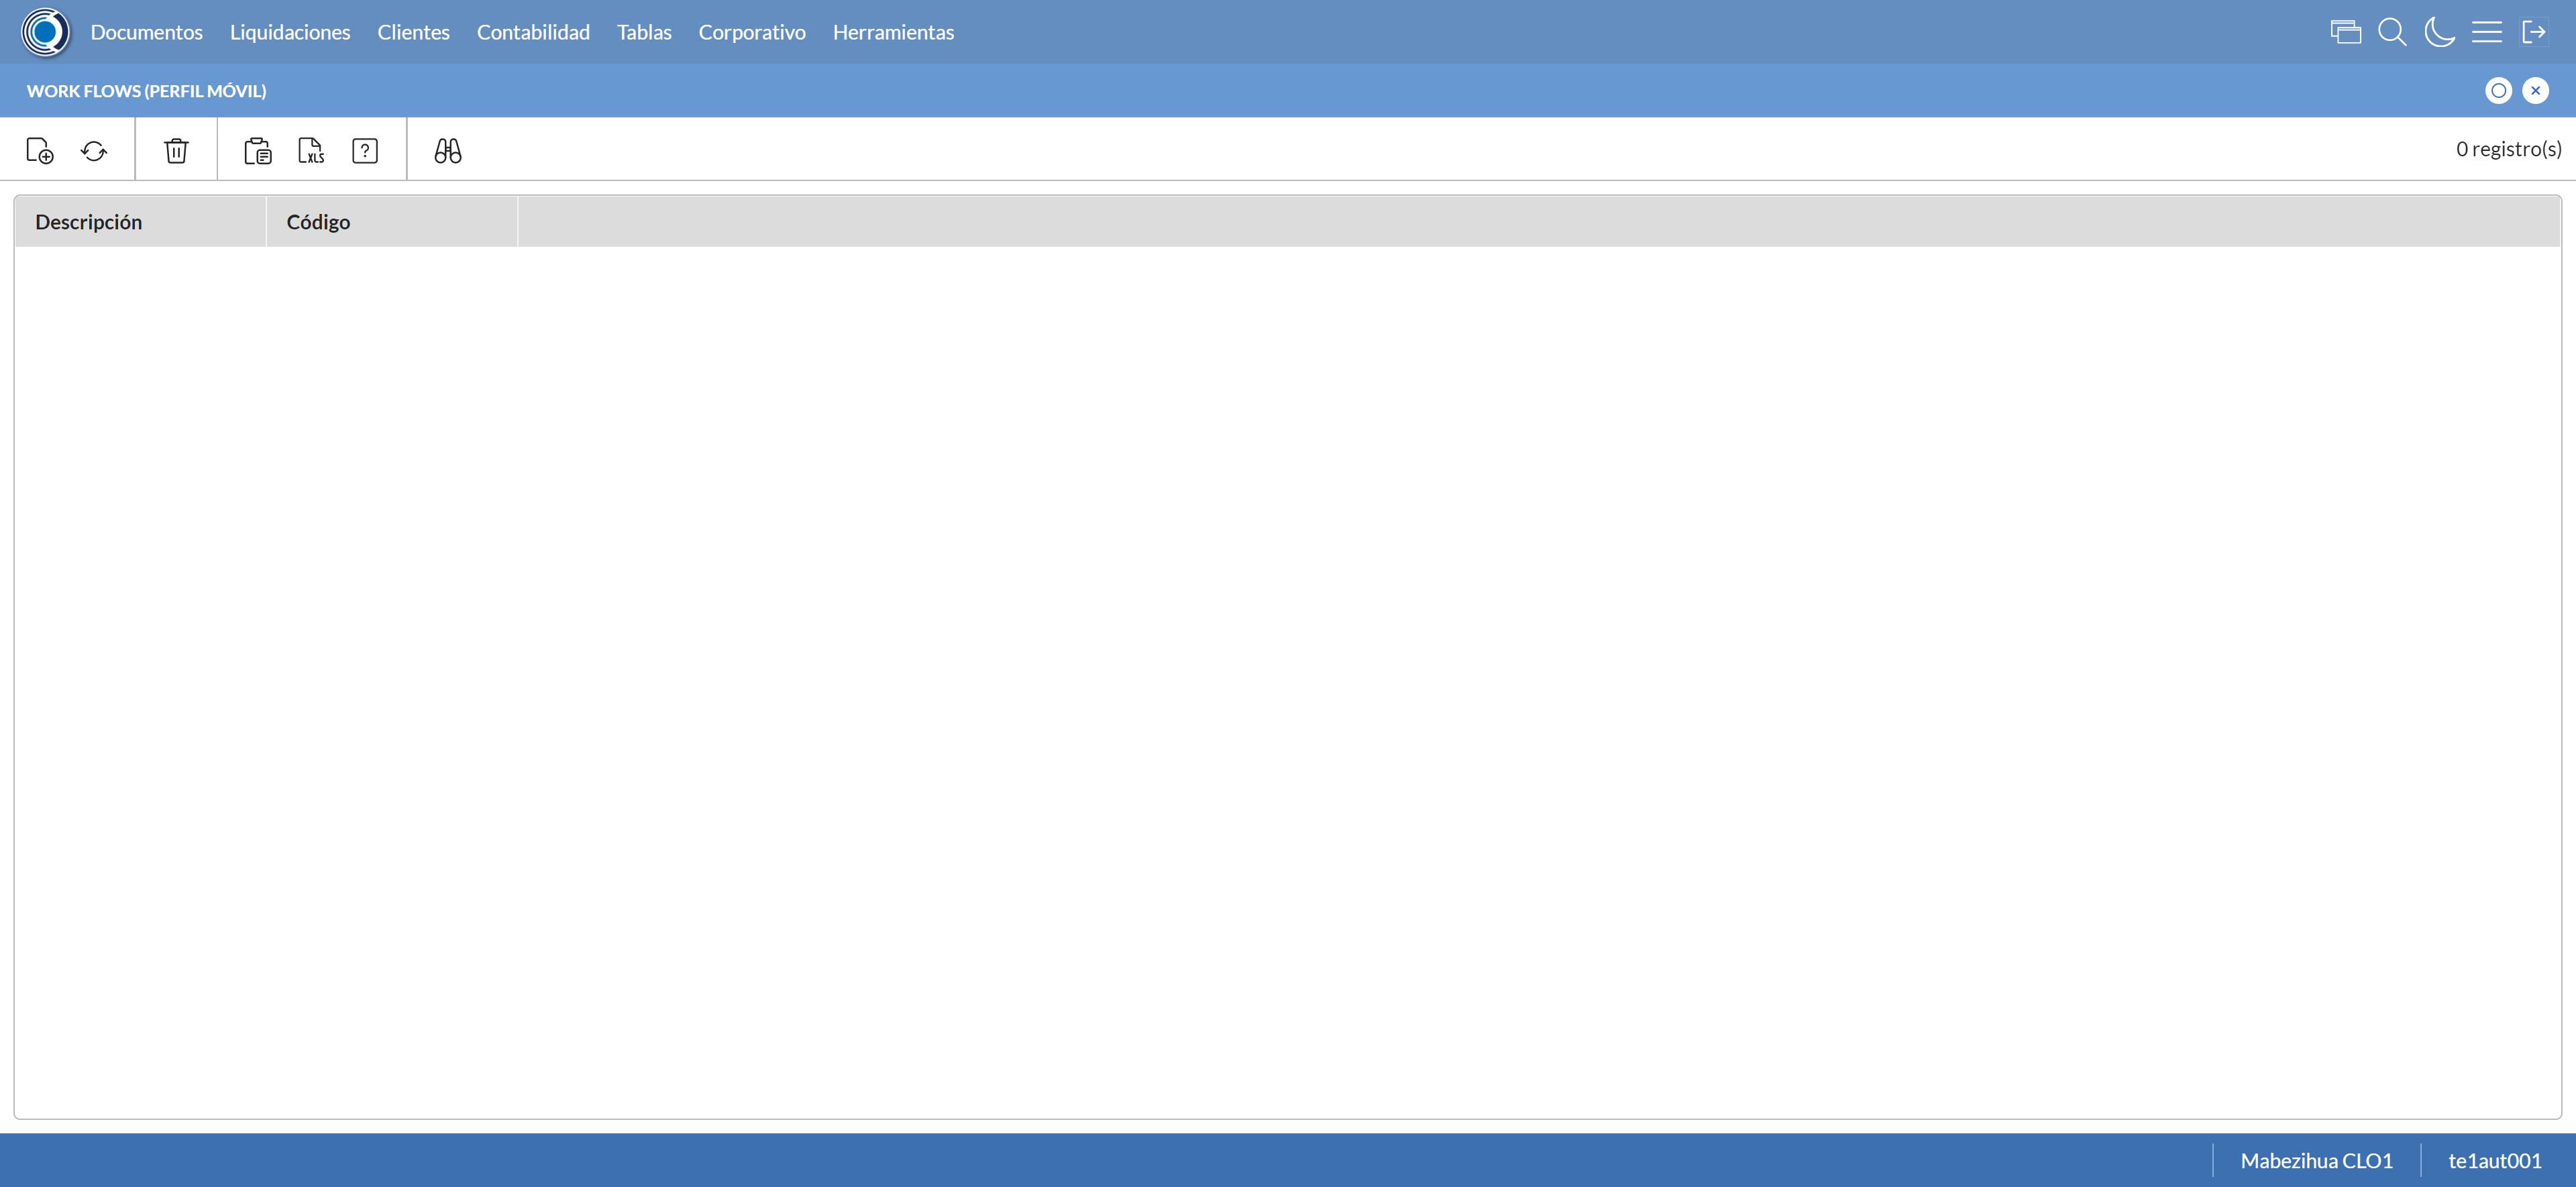 Documentos Liquidaciones Clientes Contabilidad Tablas Corporativo Herramientas
WORK FLOWS (PERFIL MÓVIL)
XLS ? 0 registro(s)
Descripción Código
Mabezihua CLO1 te1aut001